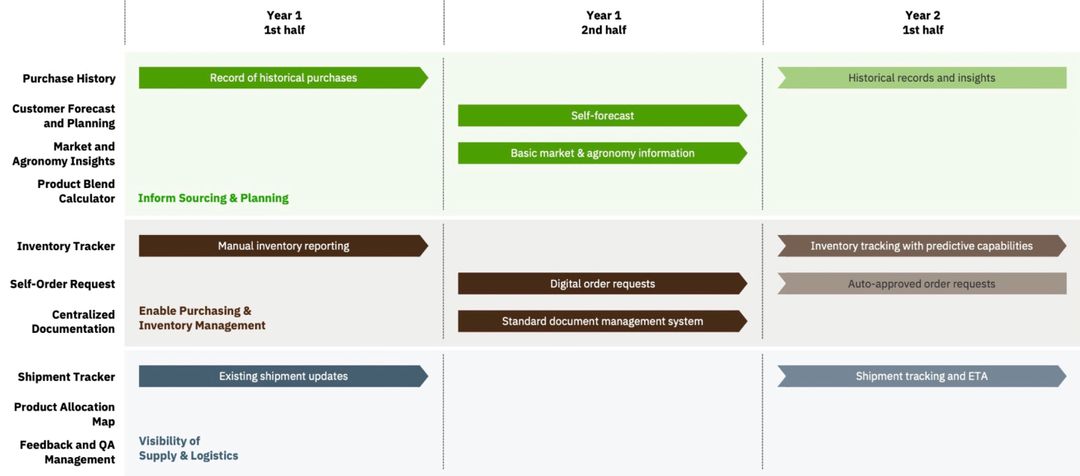 Year 1
1st half
Year 1
2nd half
Year 2
1st half
Purchase History
Record of historical purchases
Historical records and insights
Customer Forecast
and Planning
Self-forecast
Market and
Agronomy Insights
Basic market & agronomy information
Product Blend
Calculator
Inform Sourcing & Planning
Inventory Tracker
Manual inventory reporting
Inventory tracking with predictive capabilities
Self-Order Request
Digital order requests
Auto-approved order requests
Centralized
Documentation
Enable Purchasing &
Inventory Management
Standard document management system
Shipment Tracker
Existing shipment updates
Shipment tracking and ETA
Product Allocation
Map
Feedback and QA
Management
Visibility of
Supply & Logistics